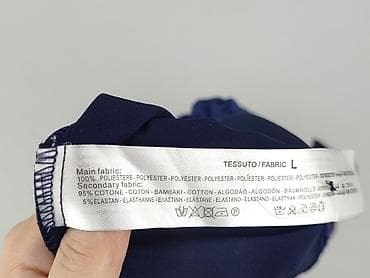 TESSUTO/FABRIC L
Main fabric:
100% POLIESTERE - POLYESTER - POLYESTER - POLYESTER - POLIÉSTER - POLYESTER
Secondary fabric:
95% COTONE - COTON - BAMBAKI - COTTON - ALGODÃO - ALGODÓN - BAUMWOLLE
5% ELASTAN - ELASTHANNE - ΕΛΑΣΤΙΝΗ - ELASTANE - ELASTANO - ELASTANO - ELASTHAN